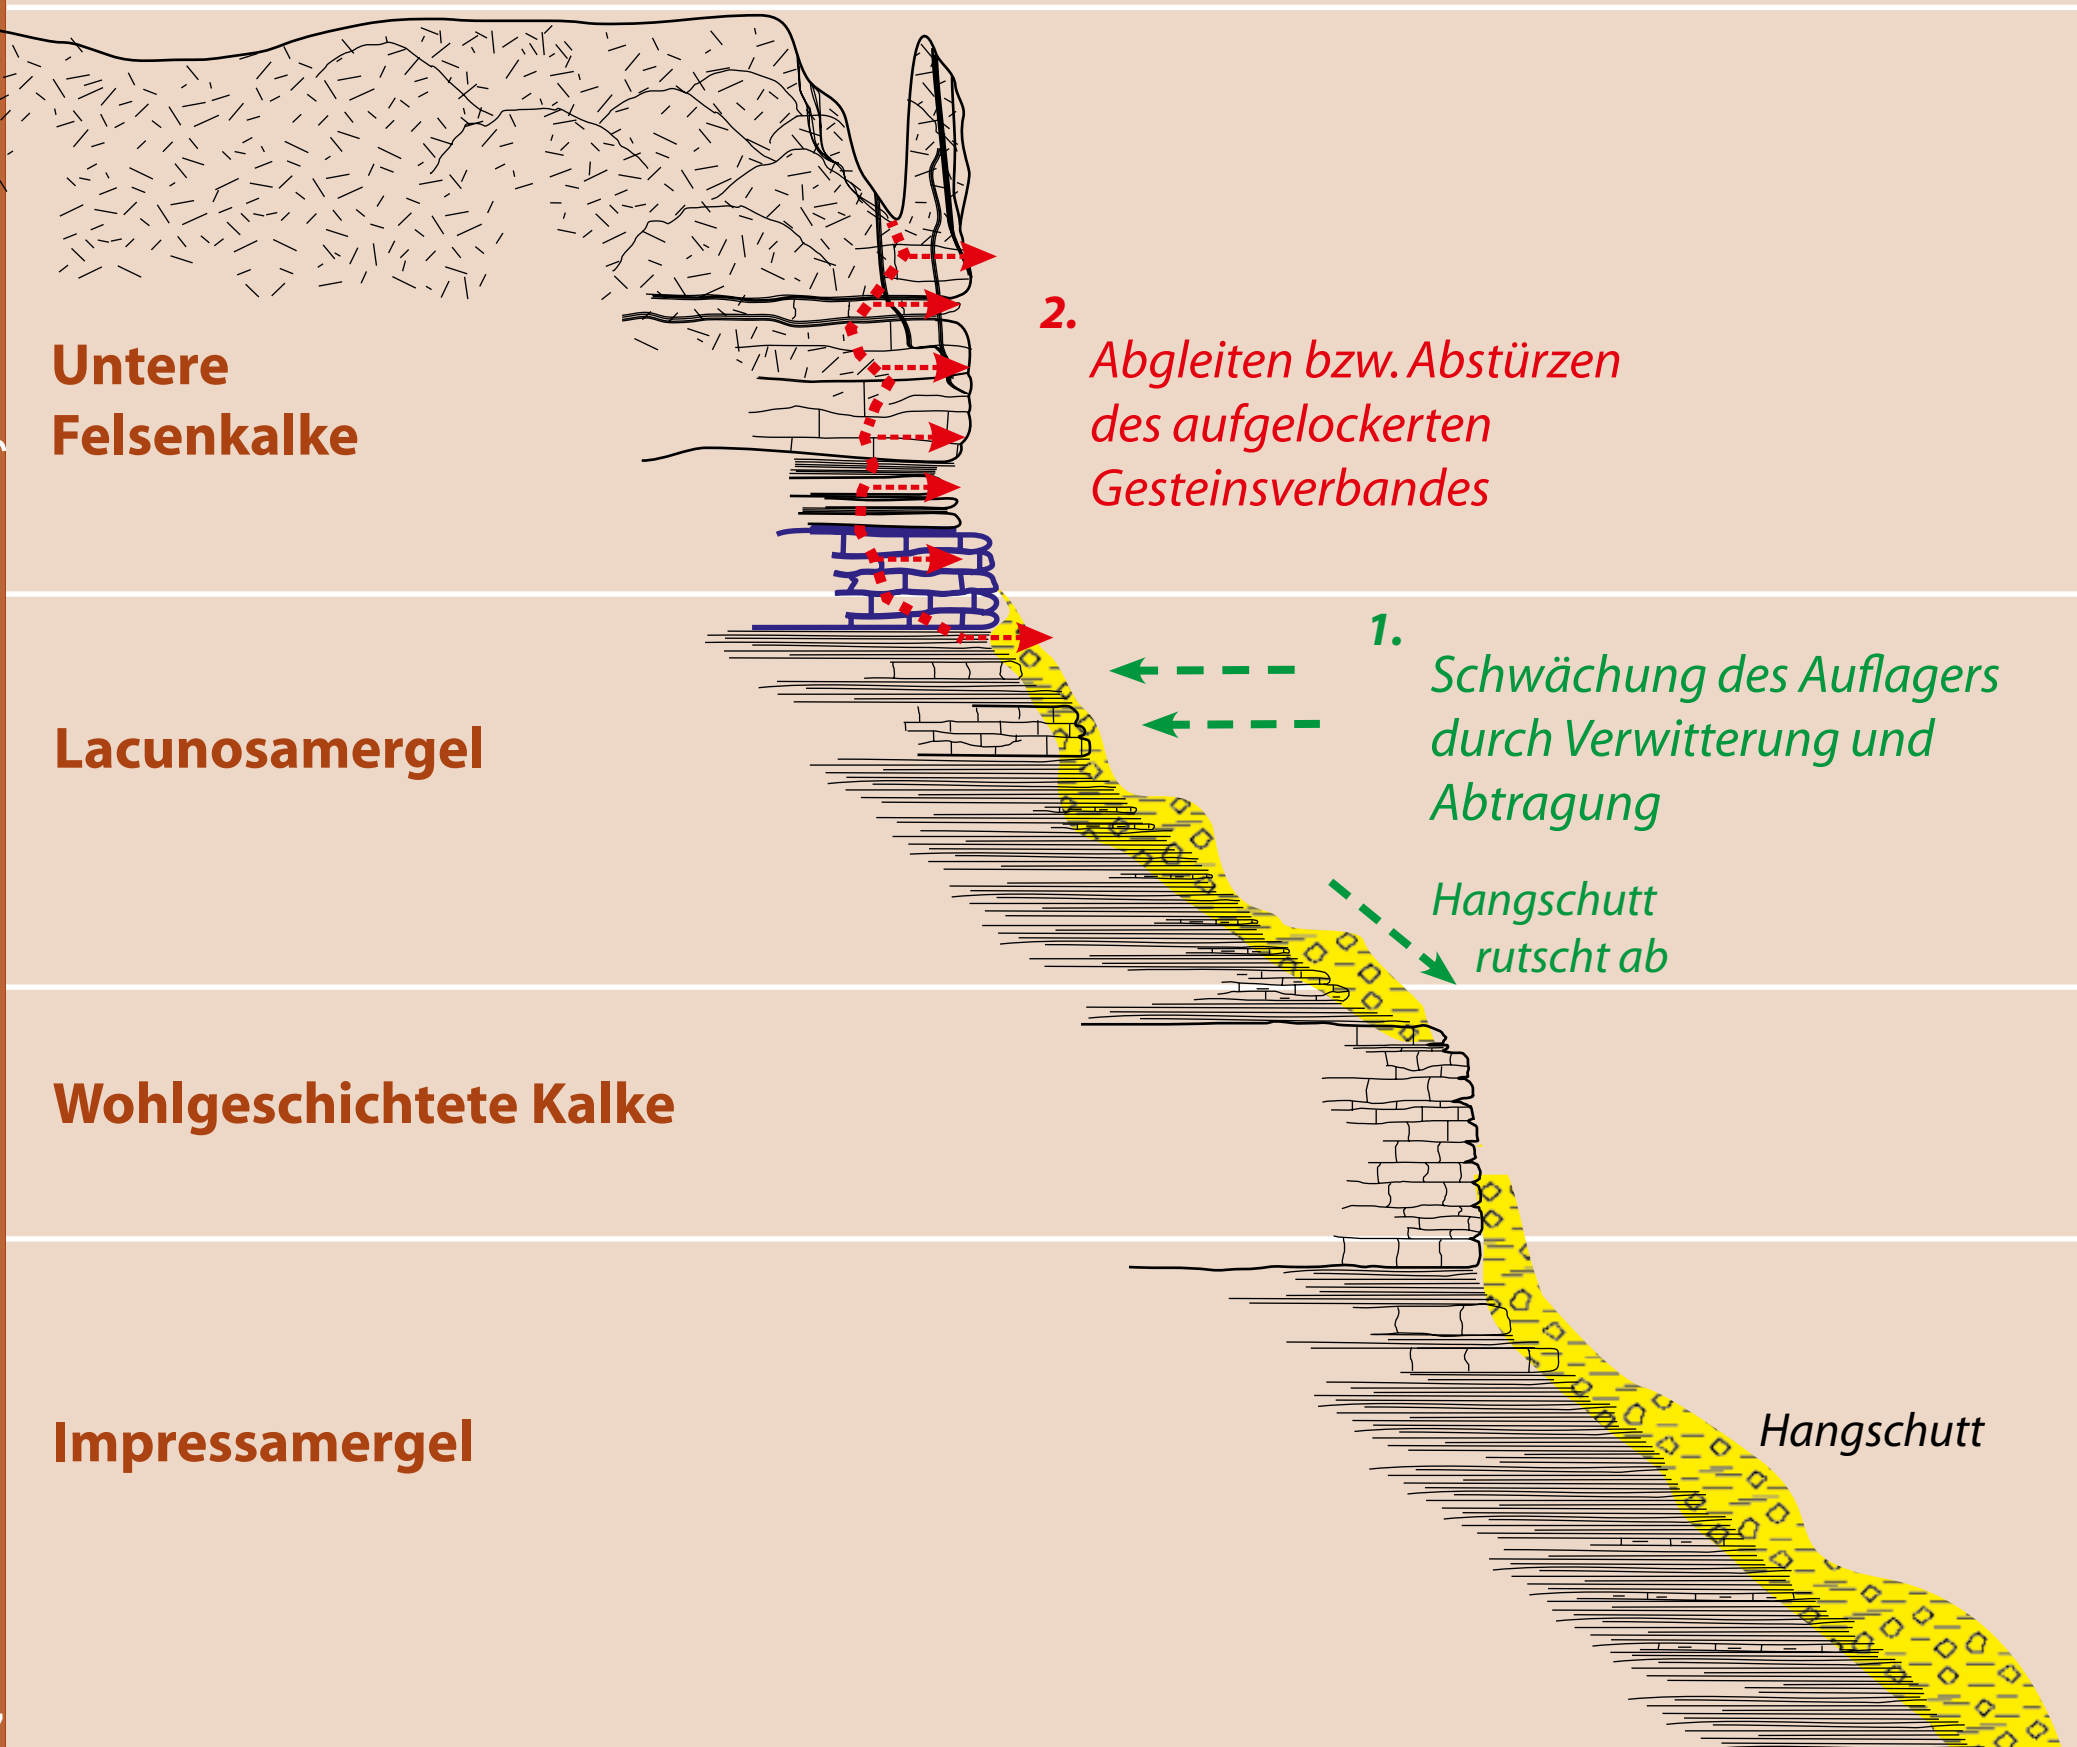 Untere
Felsenkalke
2.
Abgleiten bzw. Abstürzen
des aufgelockerten
Gesteinsverbandes
Lacunosamergel
1.
Schwächung des Auflagers
durch Verwitterung und
Abtragung
Hangschutt
rutscht ab
Wohlgeschichtete Kalke
Impressamergel
Hangschutt